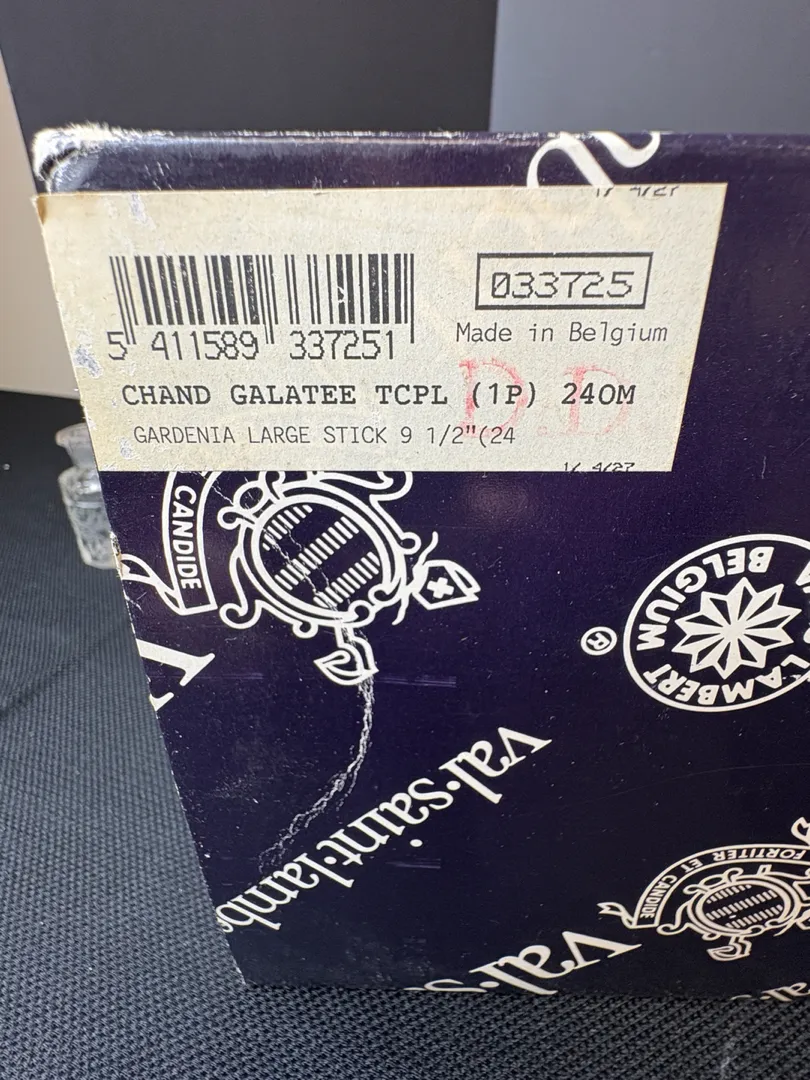 033725
Made in Belgium
5 411589 337251
CHAND GALATEE TCPL (1P) 240M
GARDENIA LARGE STICK 9 1/2"(24
D.D
CANDIDE
BELGIUM
LAMBERT
®
val·saint·lamb
FORTITER ET CANDIDE
val·s